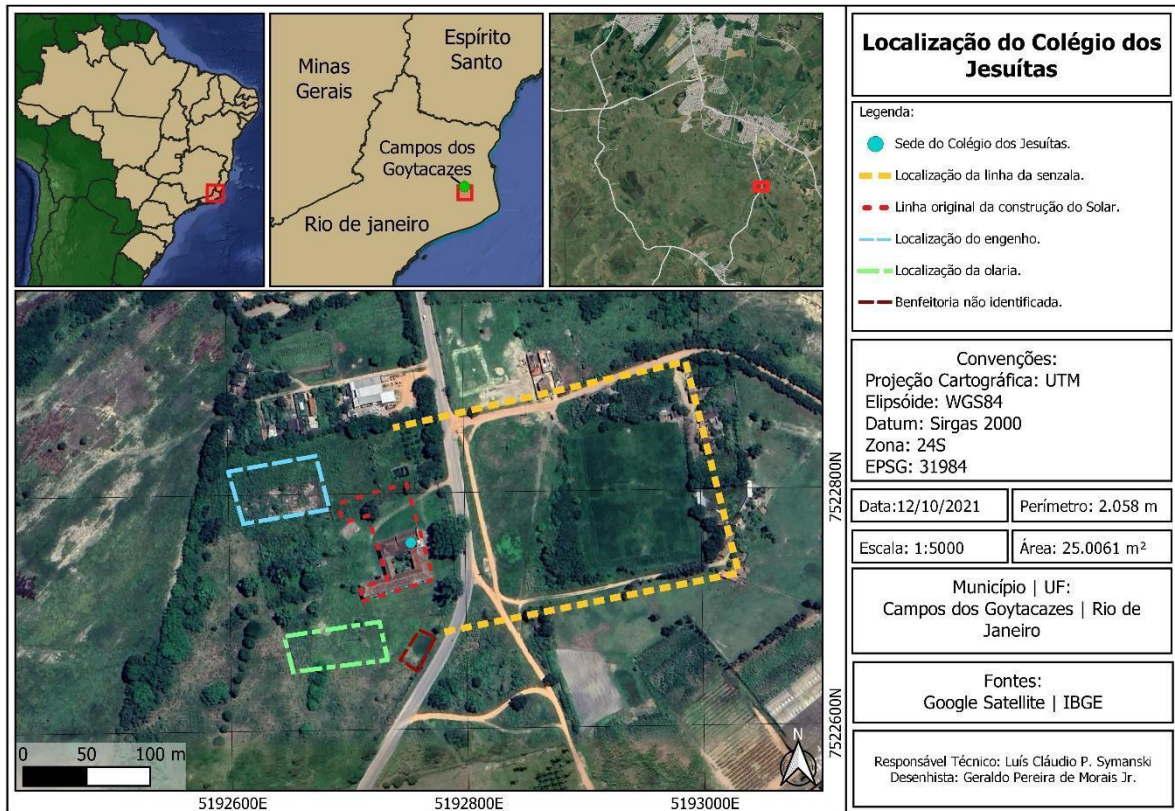 Espírito
Santo
Minas
Gerais
Campos dos
Goytacazes
Rio de janeiro
Localização do Colégio dos
Jesuítas
Legenda:
Sede do Colégio dos Jesuítas.
Localização da linha da senzala.
Linha original da construção do Solar.
Localização do engenho.
Localização da olaria.
Benfeitoria não identificada.
Convenções:
Projeção Cartográfica: UTM
Elipsóide: WGS84
Datum: Sirgas 2000
Zona: 24S
EPSG: 31984
Data:12/10/2021
Perímetro: 2.058 m
Escala: 1:5000
Área: 25.0061 m²
Município | UF:
Campos dos Goytacazes | Rio de
Janeiro
Fontes:
Google Satellite | IBGE
Responsável Técnico: Luís Cláudio P. Symanski
Desenhista: Geraldo Pereira de Morais Jr.
7522800N
7522600N
0 50 100 m
N
5192600E
5192800E
5193000E